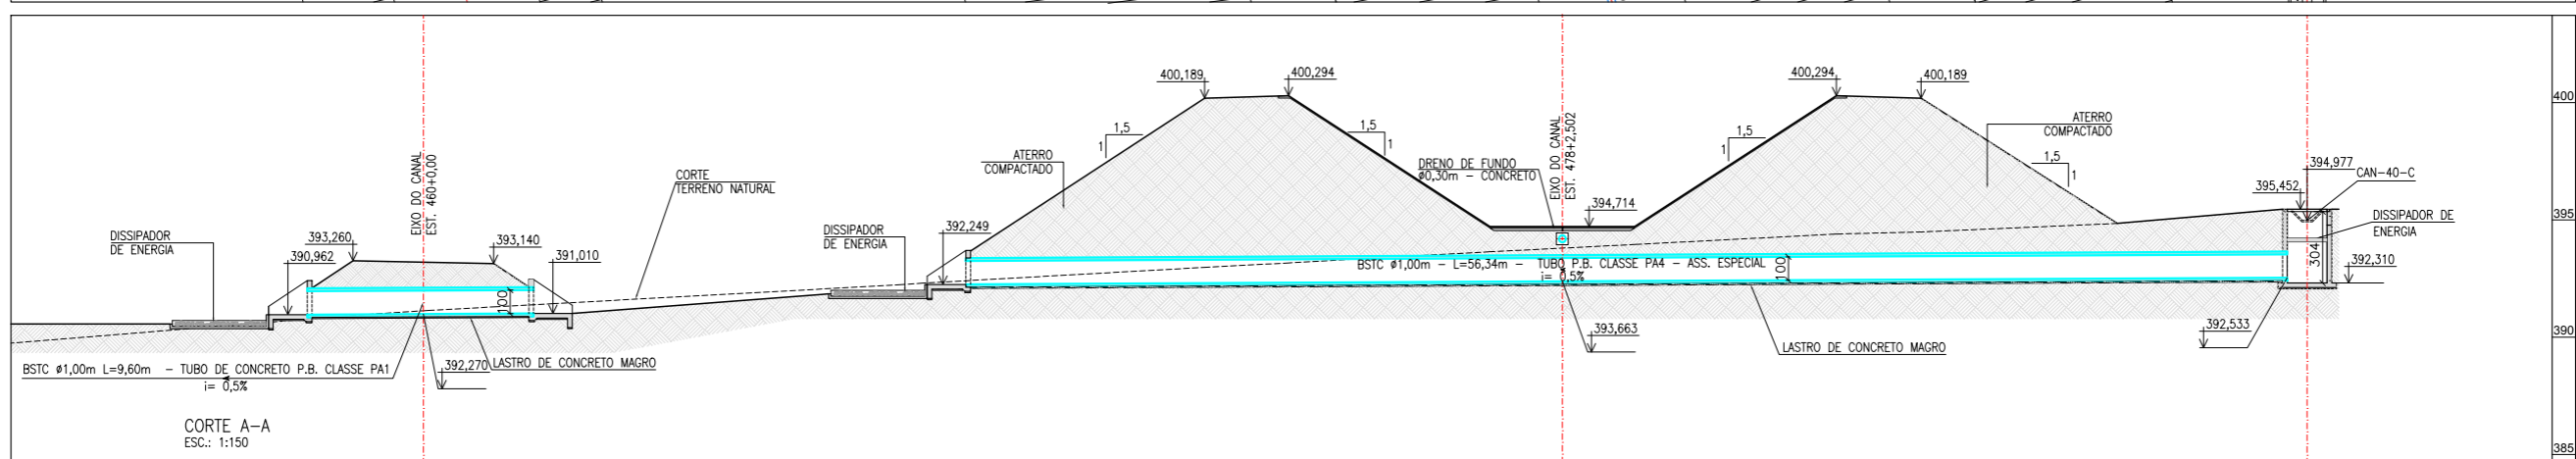 400,189
400,294
400,294
400,189
400
1,5
1
ATERRO
COMPACTADO
1,5
1
DRENO DE FUNDO
ø0,30m - CONCRETO
EIXO DO CANAL
EST. 478+2,502
1,5
1
ATERRO
COMPACTADO
1,5
1
394,977
CAN-40-C
395,452
395
DISSIPADOR DE
ENERGIA
304
392,310
EIXO DO CANAL
EST. 460+0,00
CORTE
TERRENO NATURAL
DISSIPADOR
DE ENERGIA
393,260
390,962
393,140
391,010
100
DISSIPADOR
DE ENERGIA
392,249
394,714
BSTC ø1,00m - L=56,34m - TUBO P.B. CLASSE PA4 - ASS. ESPECIAL
i= 0,5%
100
393,663
392,533
390
LASTRO DE CONCRETO MAGRO
LASTRO DE CONCRETO MAGRO
392,270
BSTC ø1,00m L=9,60m - TUBO DE CONCRETO P.B. CLASSE PA1
i= 0,5%
CORTE A-A
ESC.: 1:150
385